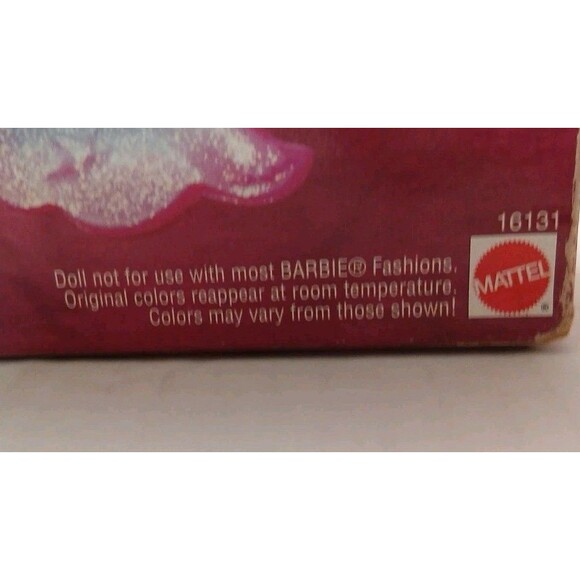 16131
Doll not for use with most BARBIE® Fashions.
Original colors reappear at room temperature.
Colors may vary from those shown!
MATTEL
®